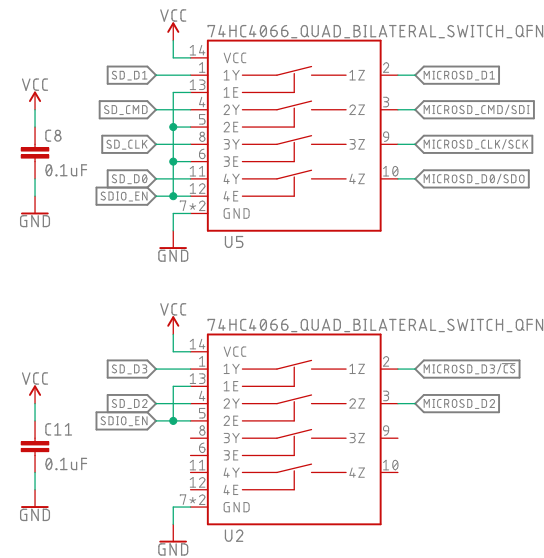 VCC
74HC4066_QUAD_BILATERAL_SWITCH_QFN
14 VCC
SD_D1 1 1Y 1Z 2 MICROSD_D1
13 1E
SD_CMD 4 2Y 2Z 3 MICROSD_CMD/SDI
5 2E
SD_CLK 8 3Y 3Z 9 MICROSD_CLK/SCK
6 3E
SD_D0 11 4Y 4Z 10 MICROSD_D0/SDO
SDIO_EN 12 4E
7*2 GND
GND
U5
VCC
C8
0.1uF
GND
VCC
74HC4066_QUAD_BILATERAL_SWITCH_QFN
14 VCC
SD_D3 1 1Y 1Z 2 MICROSD_D3/CS
13 1E
SD_D2 4 2Y 2Z 3 MICROSD_D2
SDIO_EN 5 2E
8 3Y 3Z 9
6 3E
11 4Y 4Z 10
12 4E
7*2 GND
GND
U2
VCC
C11
0.1uF
GND